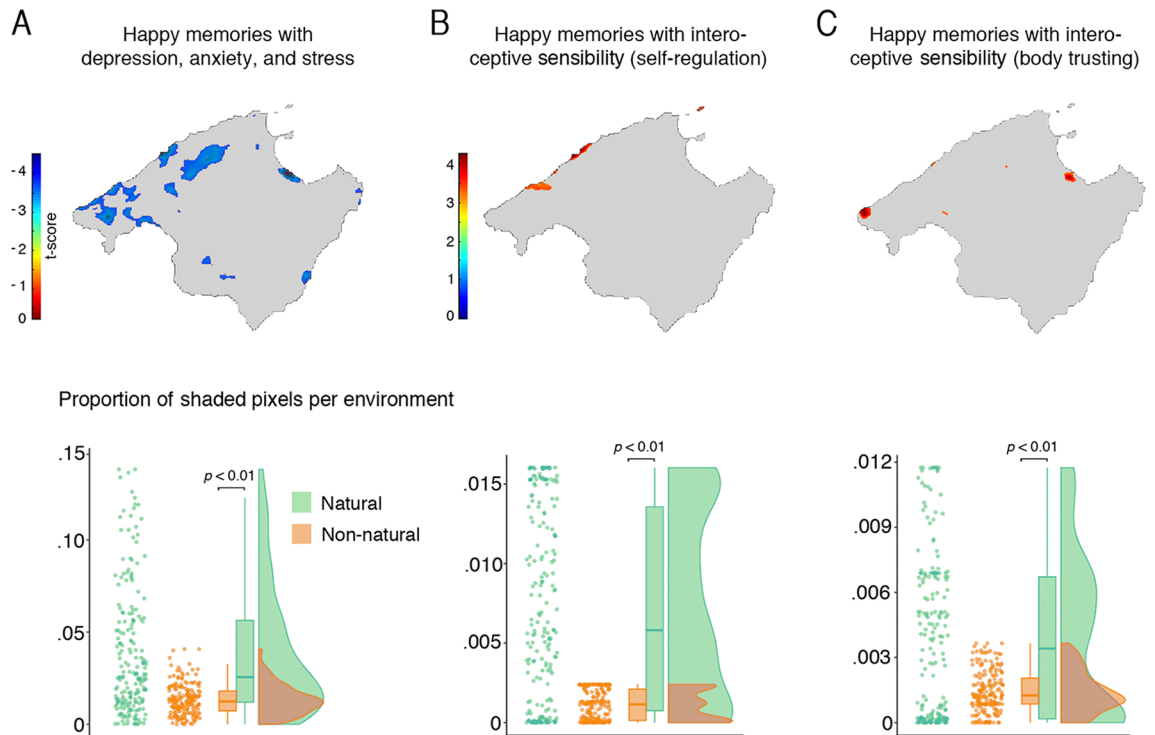 A
Happy memories with
depression, anxiety, and stress
B
Happy memories with intero-
ceptive sensibility (self-regulation)
C
Happy memories with intero-
ceptive sensibility (body trusting)
- 4
-3
-2
- 1
0
t-score
4
3
2
1
0
Proportion of shaded pixels per environment
.15
.10
.05
0
p < 0.01
Natural
Non-natural
.015
.010
.005
0
p < 0.01
.012
.009
.006
.003
0
p < 0.01